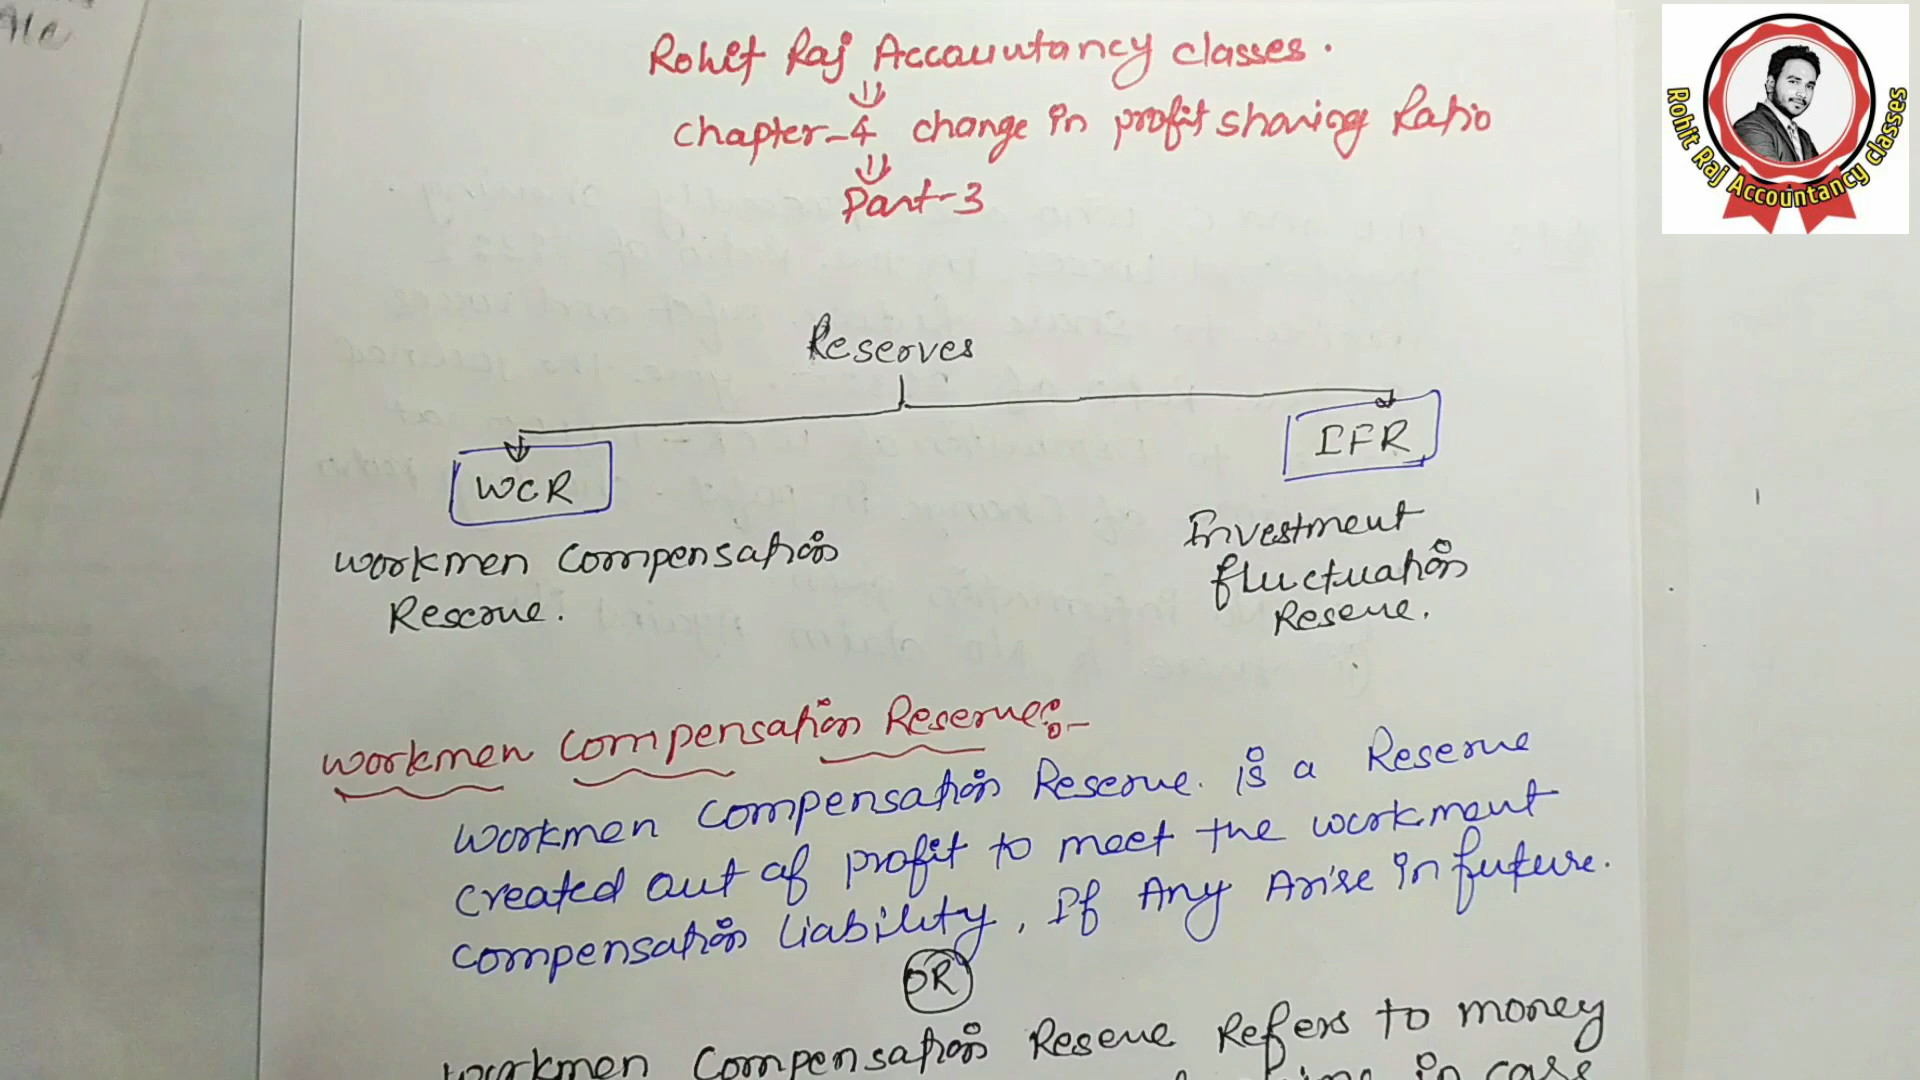 Rohit Raj Accountancy classes.
chapter-4 change in profit sharing Ratio
Part-3
Reserves
WCR
IFR
Workmen Compensation
Reserve.
Investment
fluctuation
Reserve.
Workmen Compensation Reserve:-
Workmen Compensation Reserve. is a Reserve
created out of profit to meet the workment
compensation Liability, If Any Arise in future.
OR
Workmen Compensation Reserve Refers to money
in case
Rohit Raj Accountancy classes